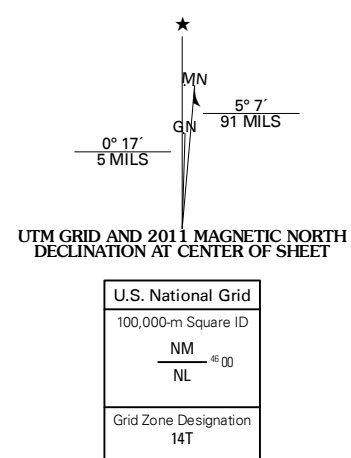 MN
GN
5° 7´
91 MILS
0° 17´
5 MILS
UTM GRID AND 2011 MAGNETIC NORTH
DECLINATION AT CENTER OF SHEET
U.S. National Grid
100,000-m Square ID
NM
46 00
NL
Grid Zone Designation
14T